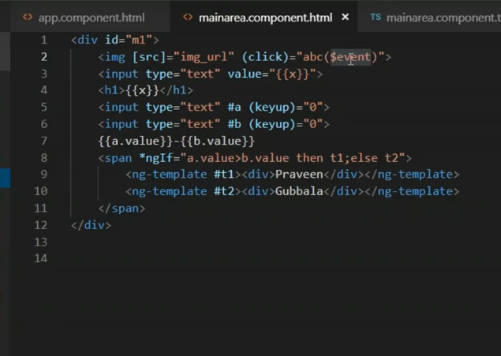 app.component.html mainarea.component.html × TS mainarea.component.t
1 <div id="m1">
2 <img [src]="img_url" (click)="abc($event)">
3 <input type="text" value="{{x}}">
4 <h1>{{x}}</h1>
5 <input type="text" #a (keyup)="0">
6 <input type="text" #b (keyup)="0">
7 {{a.value}}-{{b.value}}
8 <span *ngIf="a.value>b.value then t1;else t2">
9 <ng-template #t1><div>Praveen</div></ng-template>
10 <ng-template #t2><div>Gubbala</div></ng-template>
11 </span>
12 </div>
13
14